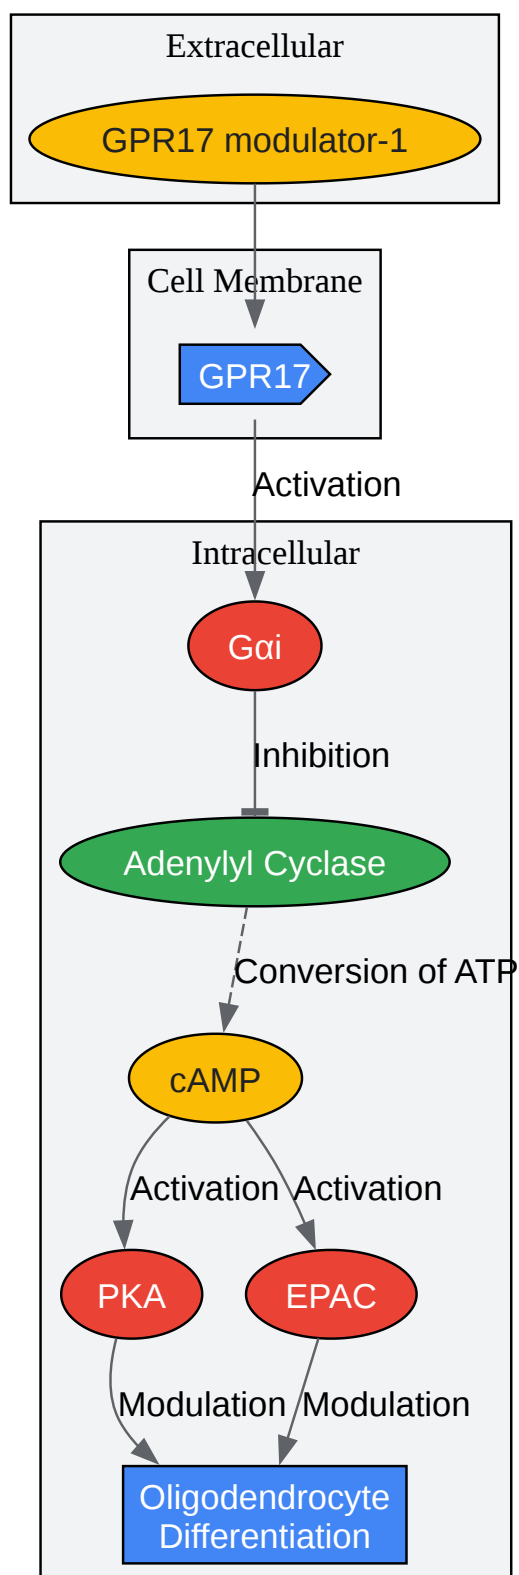 Extracellular
GPR17 modulator-1
Cell Membrane
GPR17
Activation
Intracellular
Gαi
Inhibition
Adenylyl Cyclase
Conversion of ATP
cAMP
Activation
Activation
PKA
EPAC
Modulation
Modulation
Oligodendrocyte
Differentiation